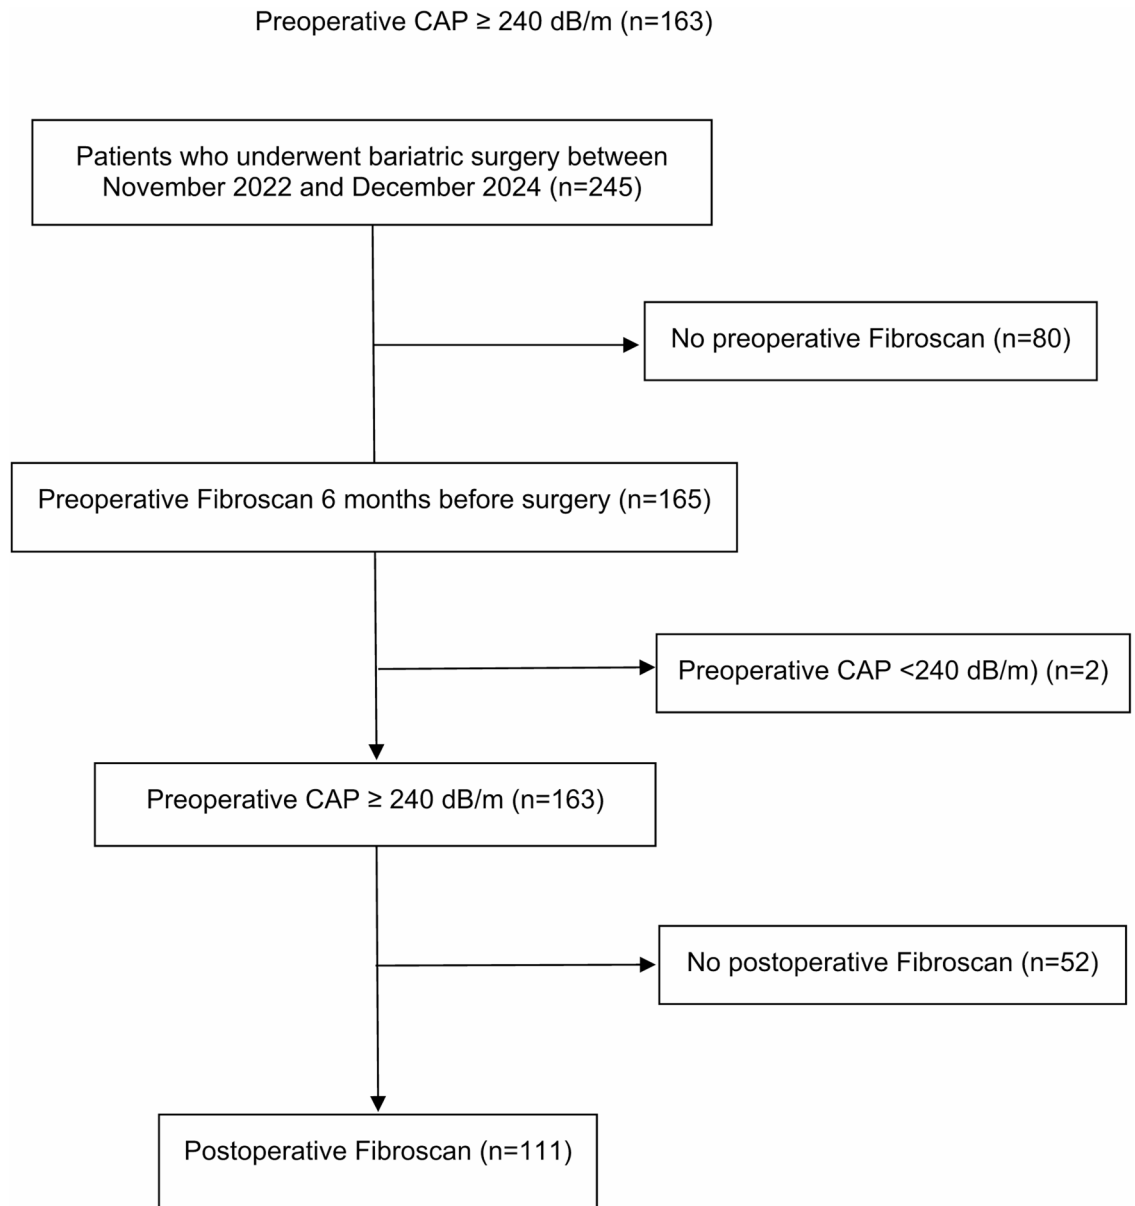 Preoperative CAP ≥ 240 dB/m (n=163)
Patients who underwent bariatric surgery between
November 2022 and December 2024 (n=245)
No preoperative Fibroscan (n=80)
Preoperative Fibroscan 6 months before surgery (n=165)
Preoperative CAP <240 dB/m) (n=2)
Preoperative CAP ≥ 240 dB/m (n=163)
No postoperative Fibroscan (n=52)
Postoperative Fibroscan (n=111)